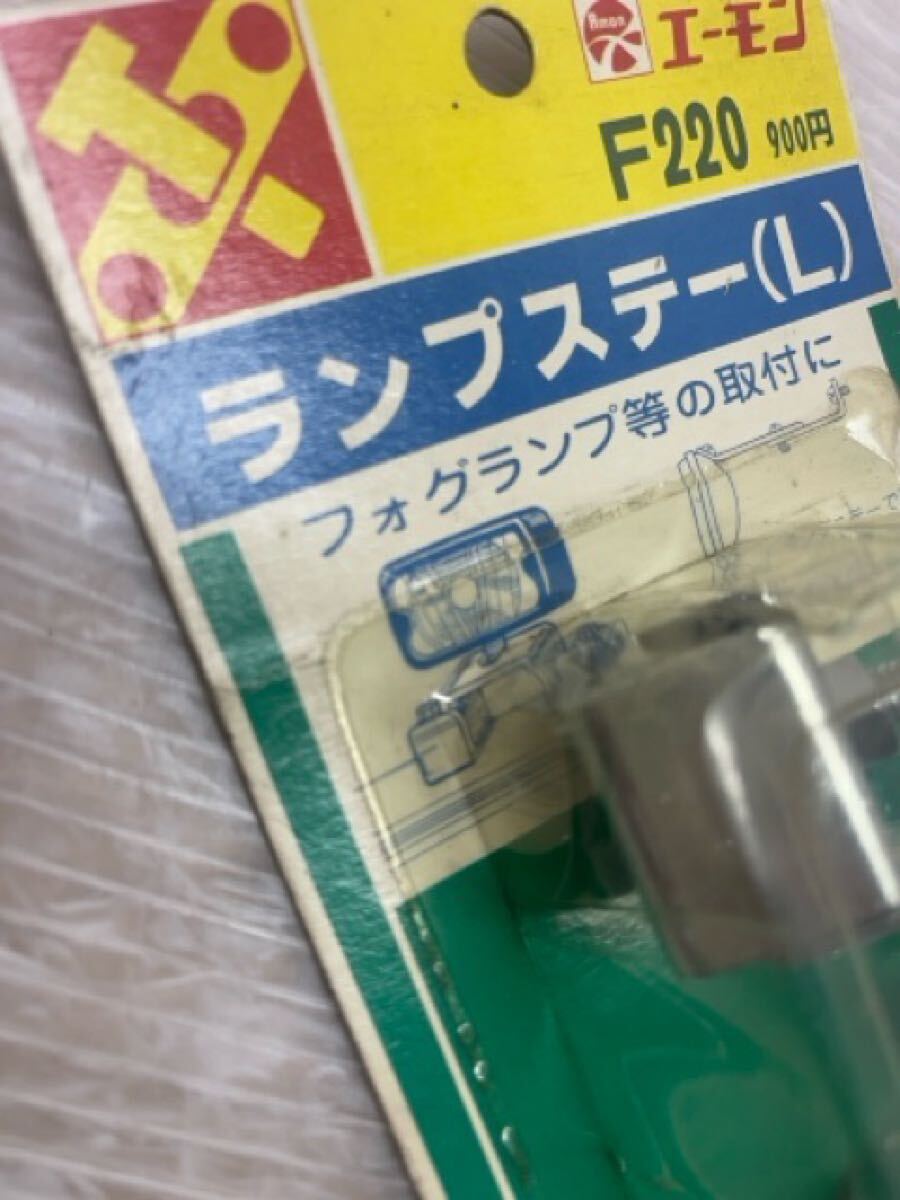 Amon エーモン
F220 900円
ランプステー(L)
フォグランプ等の取付に